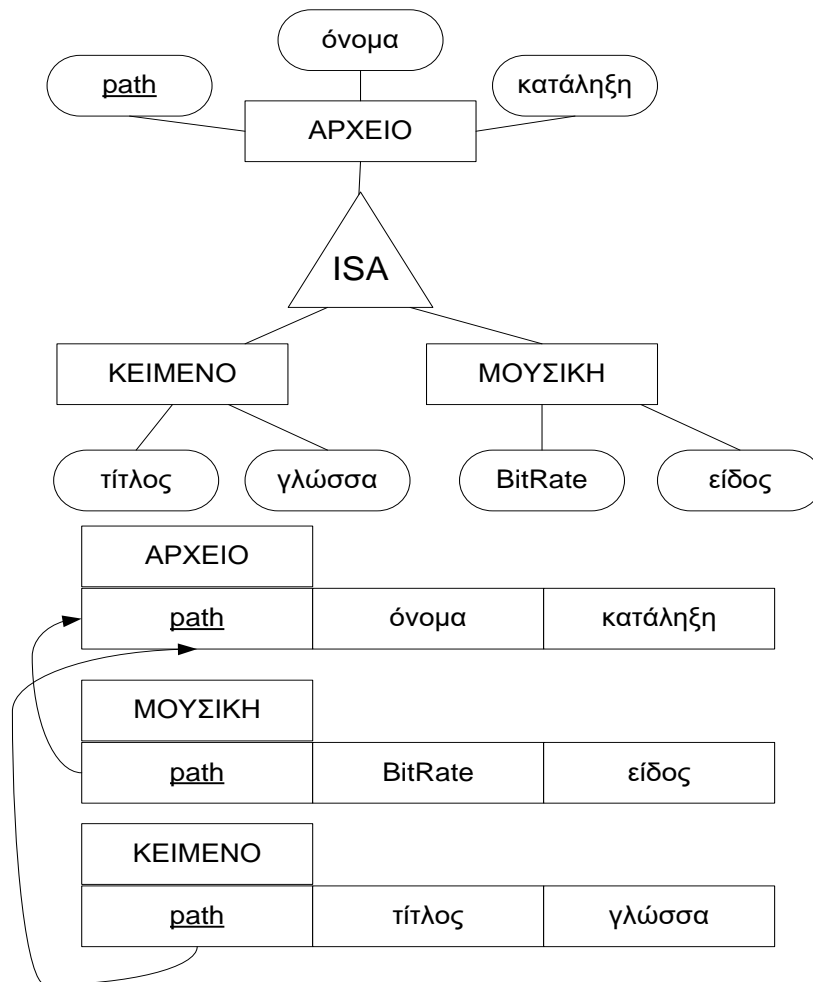 όνομα
path
κατάληξη
ΑΡΧΕΙΟ
ISA
ΚΕΙΜΕΝΟ
ΜΟΥΣΙΚΗ
τίτλος
γλώσσα
BitRate
είδος
ΑΡΧΕΙΟ
path όνομα κατάληξη
ΜΟΥΣΙΚΗ
path BitRate είδος
ΚΕΙΜΕΝΟ
path τίτλος γλώσσα